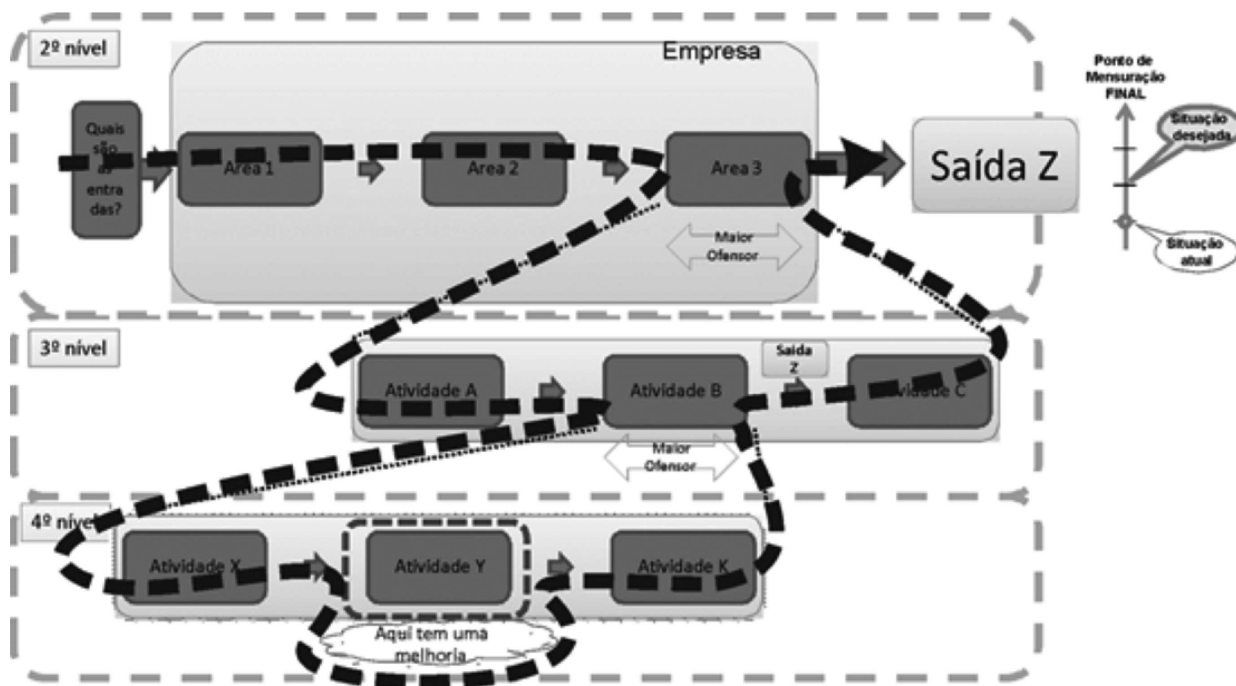 2º nível
Empresa
Quais
são
as
entra
das?
Area 1
Area 2
Area 3
Saída Z
Maior
Ofensor
Ponto de
Mensuração
FINAL
Situação
desejada
Situação
atual
3º nível
Atividade A
Atividade B
Saída
Z
Atividade C
Maior
Ofensor
4º nível
Atividade X
Atividade Y
Atividade K
Aqui tem uma
melhoria